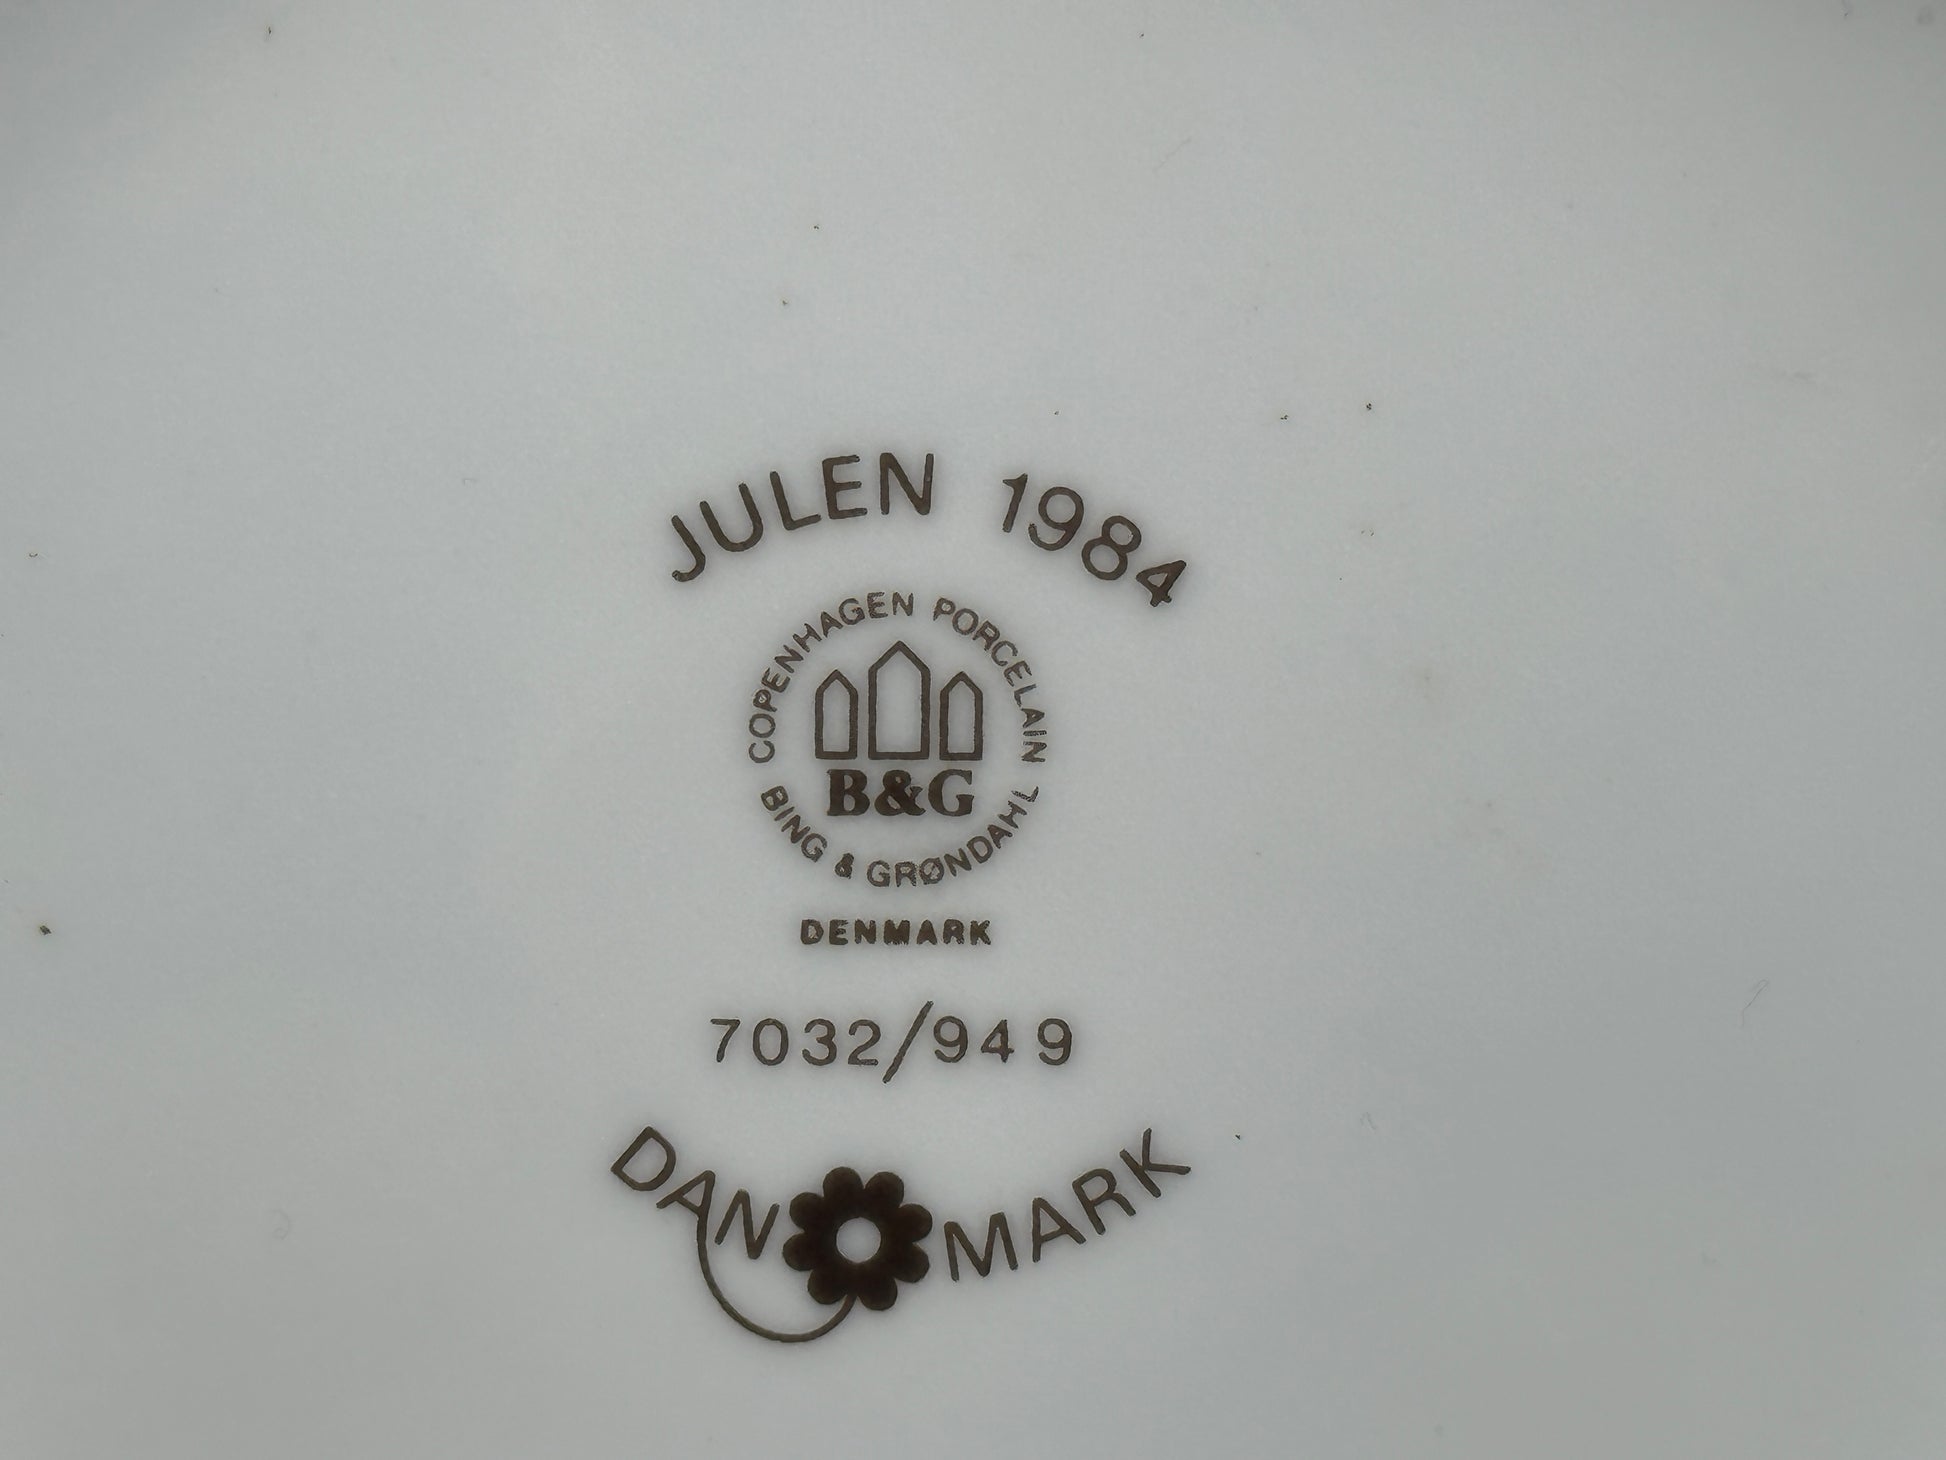 JULEN 1984
COPENHAGEN PORCELAIN
B&G
BING & GRØNDAHL
DENMARK
7032/949
DANMARK